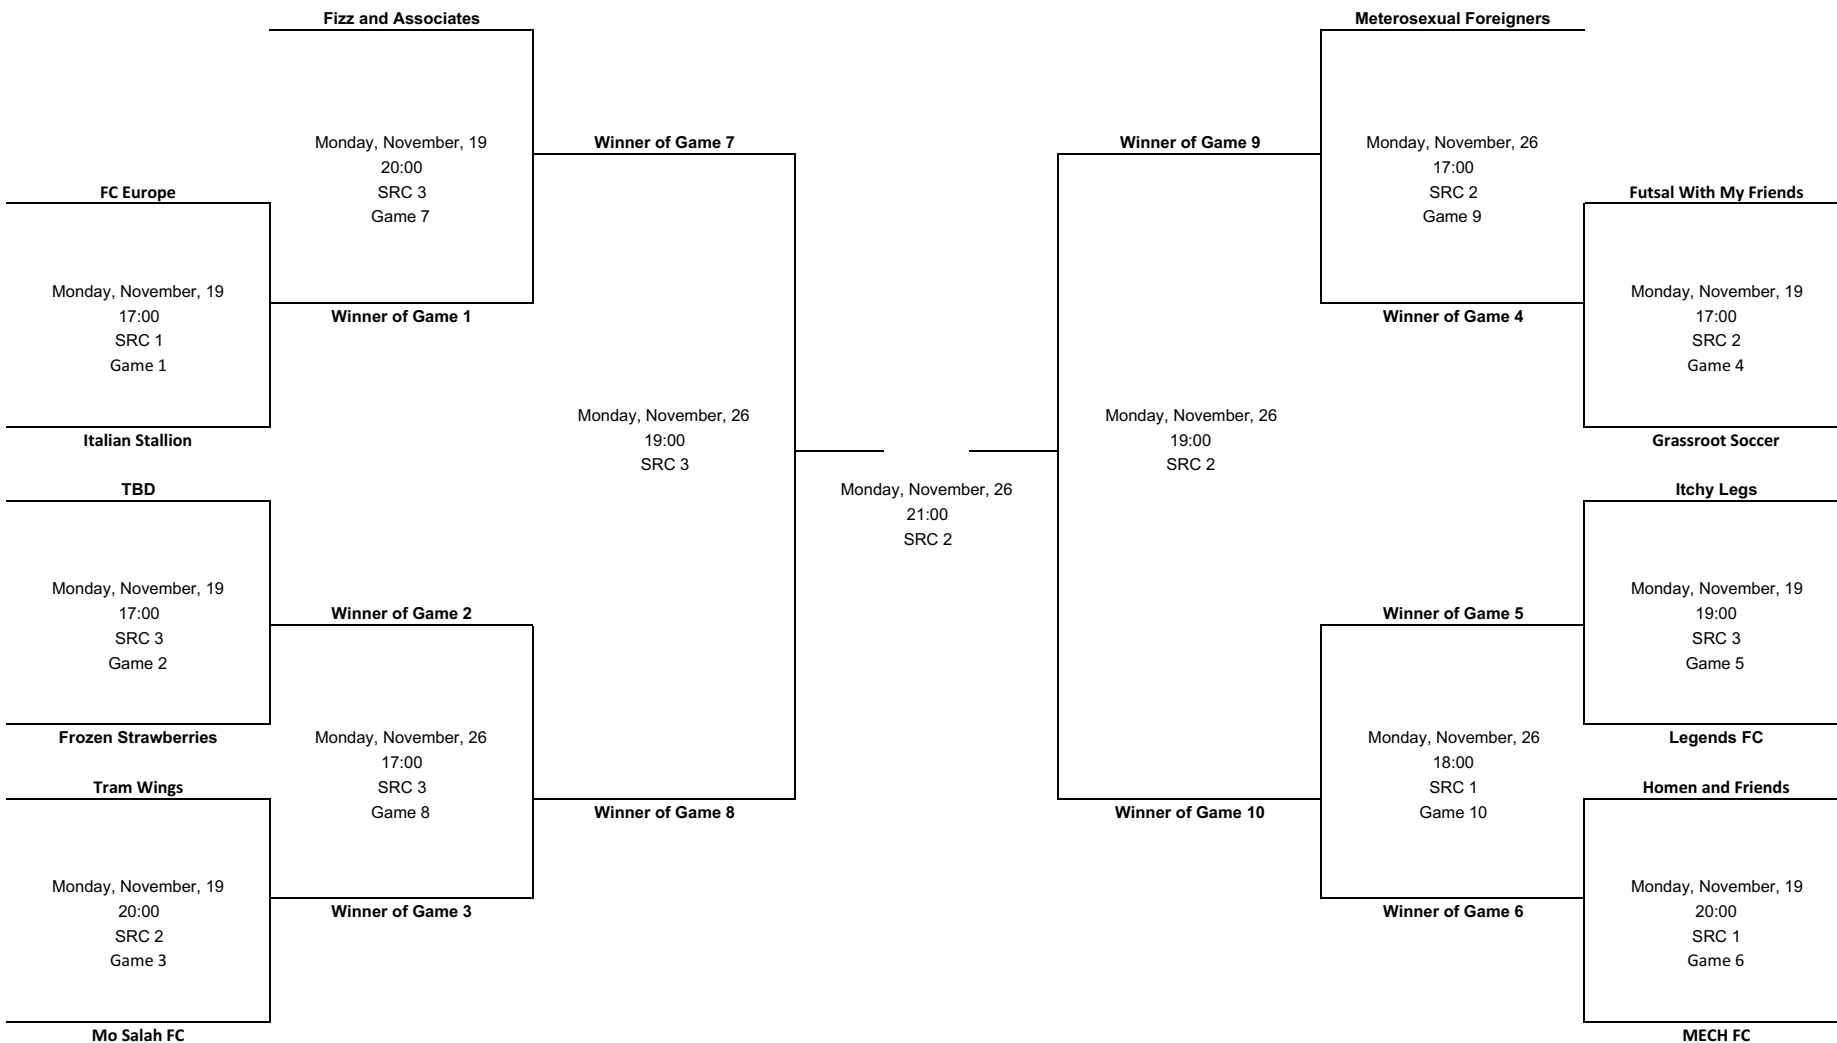 Fizz and Associates
Monday, November, 19
20:00
SRC 3
Game 7
Winner of Game 7
FC Europe
Monday, November, 19
17:00
SRC 1
Game 1
Winner of Game 1
Italian Stallion
Monday, November, 26
19:00
SRC 3
TBD
Monday, November, 19
17:00
SRC 3
Game 2
Winner of Game 2
Frozen Strawberries
Monday, November, 26
17:00
SRC 3
Game 8
Winner of Game 8
Tram Wings
Monday, November, 19
20:00
SRC 2
Game 3
Winner of Game 3
Mo Salah FC
Monday, November, 26
21:00
SRC 2
Meterosexual Foreigners
Winner of Game 9
Monday, November, 26
17:00
SRC 2
Game 9
Futsal With My Friends
Monday, November, 19
17:00
SRC 2
Game 4
Winner of Game 4
Grassroot Soccer
Monday, November, 26
19:00
SRC 2
Itchy Legs
Monday, November, 19
19:00
SRC 3
Game 5
Winner of Game 5
Legends FC
Monday, November, 26
18:00
SRC 1
Game 10
Winner of Game 10
Homen and Friends
Monday, November, 19
20:00
SRC 1
Game 6
Winner of Game 6
MECH FC